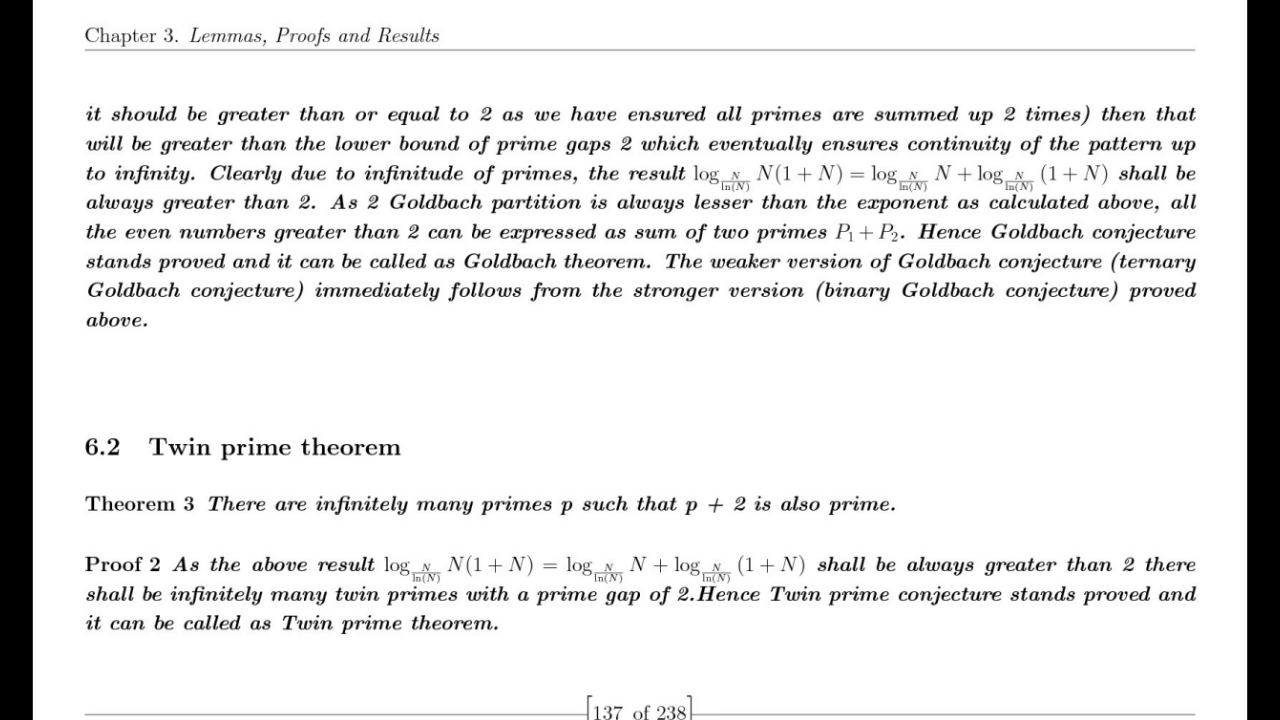 Chapter 3. Lemmas, Proofs and Results
it should be greater than or equal to 2 as we have ensured all primes are summed up 2 times) then that
will be greater than the lower bound of prime gaps 2 which eventually ensures continuity of the pattern up
to infinity. Clearly due to infinitude of primes, the result log_{N/ln(N)} N(1 + N) = log_{N/ln(N)} N + log_{N/ln(N)} (1 + N) shall be
always greater than 2. As 2 Goldbach partition is always lesser than the exponent as calculated above, all
the even numbers greater than 2 can be expressed as sum of two primes P₁ + P₂. Hence Goldbach conjecture
stands proved and it can be called as Goldbach theorem. The weaker version of Goldbach conjecture (ternary
Goldbach conjecture) immediately follows from the stronger version (binary Goldbach conjecture) proved
above.
6.2 Twin prime theorem
Theorem 3 There are infinitely many primes p such that p + 2 is also prime.
Proof 2 As the above result log_{N/ln(N)} N(1 + N) = log_{N/ln(N)} N + log_{N/ln(N)} (1 + N) shall be always greater than 2 there
shall be infinitely many twin primes with a prime gap of 2.Hence Twin prime conjecture stands proved and
it can be called as Twin prime theorem.
[137 of 238]